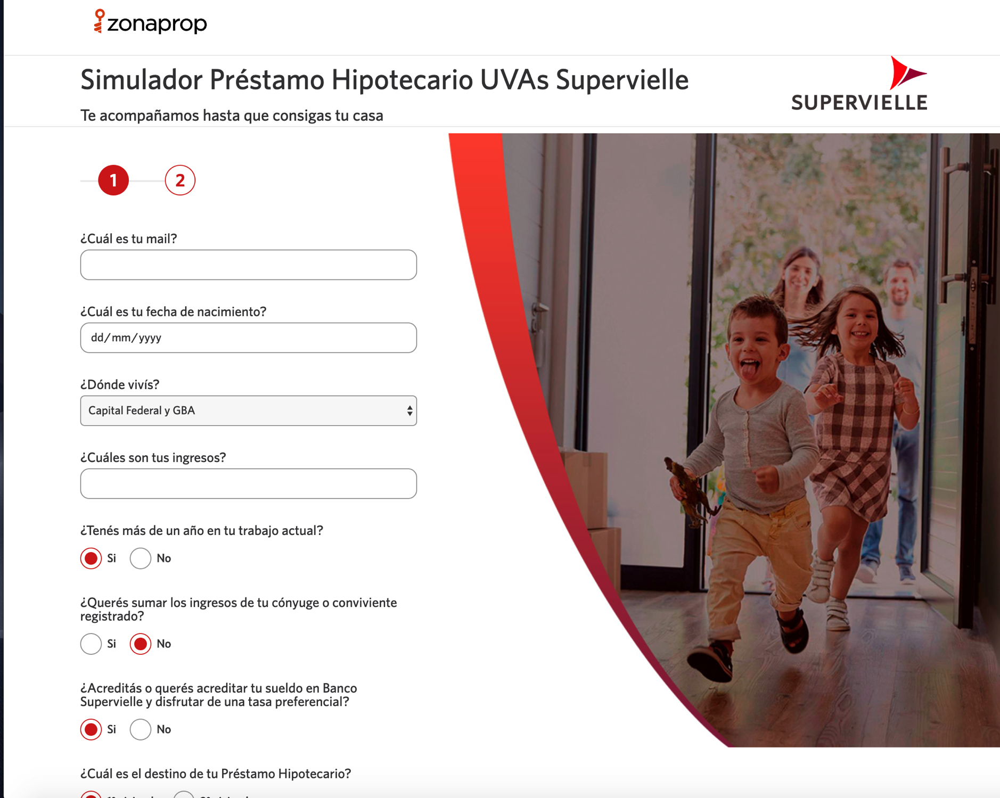 zonaprop
Simulador Préstamo Hipotecario UVAs Supervielle
Te acompañamos hasta que consigas tu casa
SUPERVIELLE
1 2
¿Cuál es tu mail?
¿Cuál es tu fecha de nacimiento?
dd/mm/yyyy
¿Dónde vivís?
Capital Federal y GBA
¿Cuáles son tus ingresos?
¿Tenés más de un año en tu trabajo actual?
Si No
¿Querés sumar los ingresos de tu cónyuge o conviviente
registrado?
Si No
¿Acreditás o querés acreditar tu sueldo en Banco
Supervielle y disfrutar de una tasa preferencial?
Si No
¿Cuál es el destino de tu Préstamo Hipotecario?